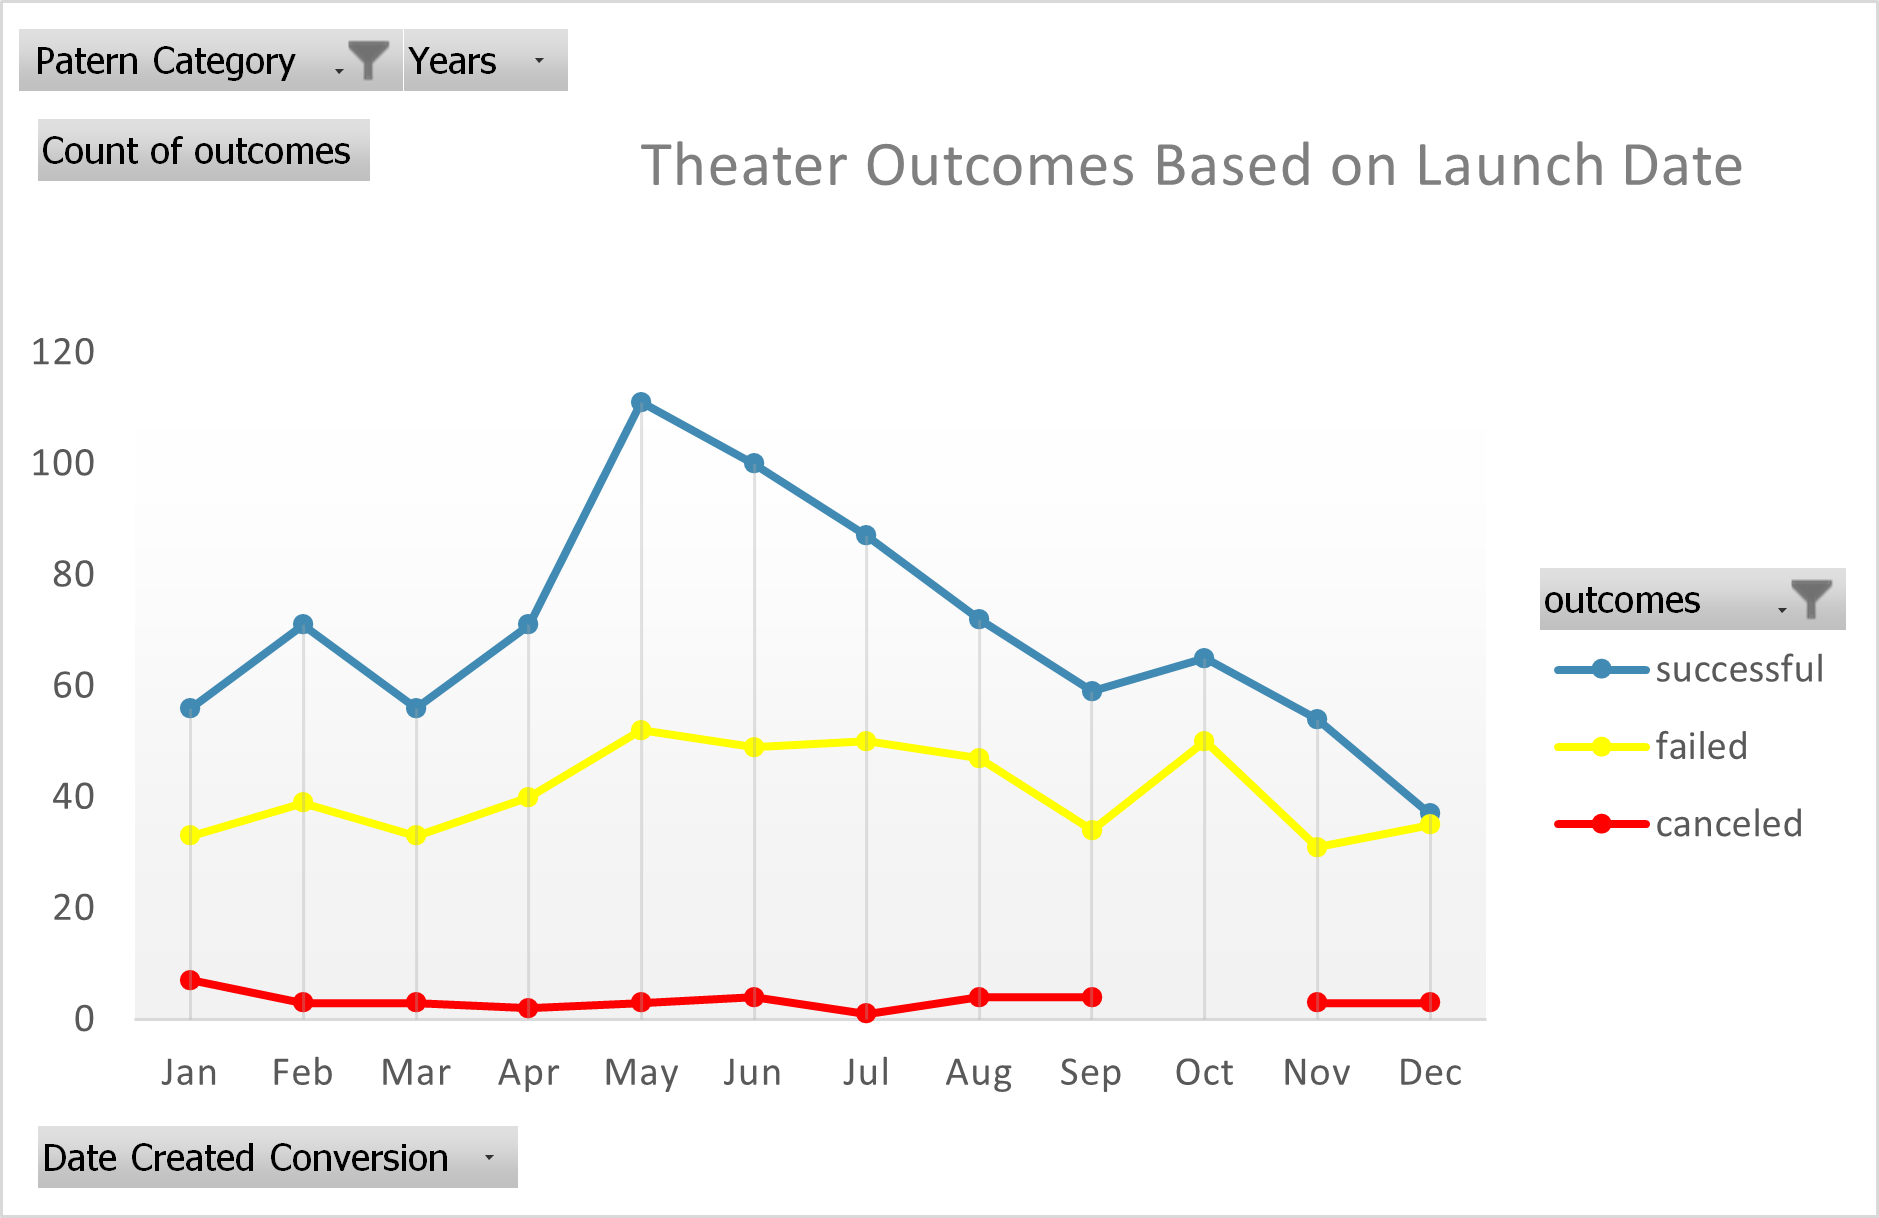 Patern Category Years
Count of outcomes
Theater Outcomes Based on Launch Date
120
100
80
60
40
20
0
Jan Feb Mar Apr May Jun Jul Aug Sep Oct Nov Dec
outcomes
successful
failed
canceled
Date Created Conversion